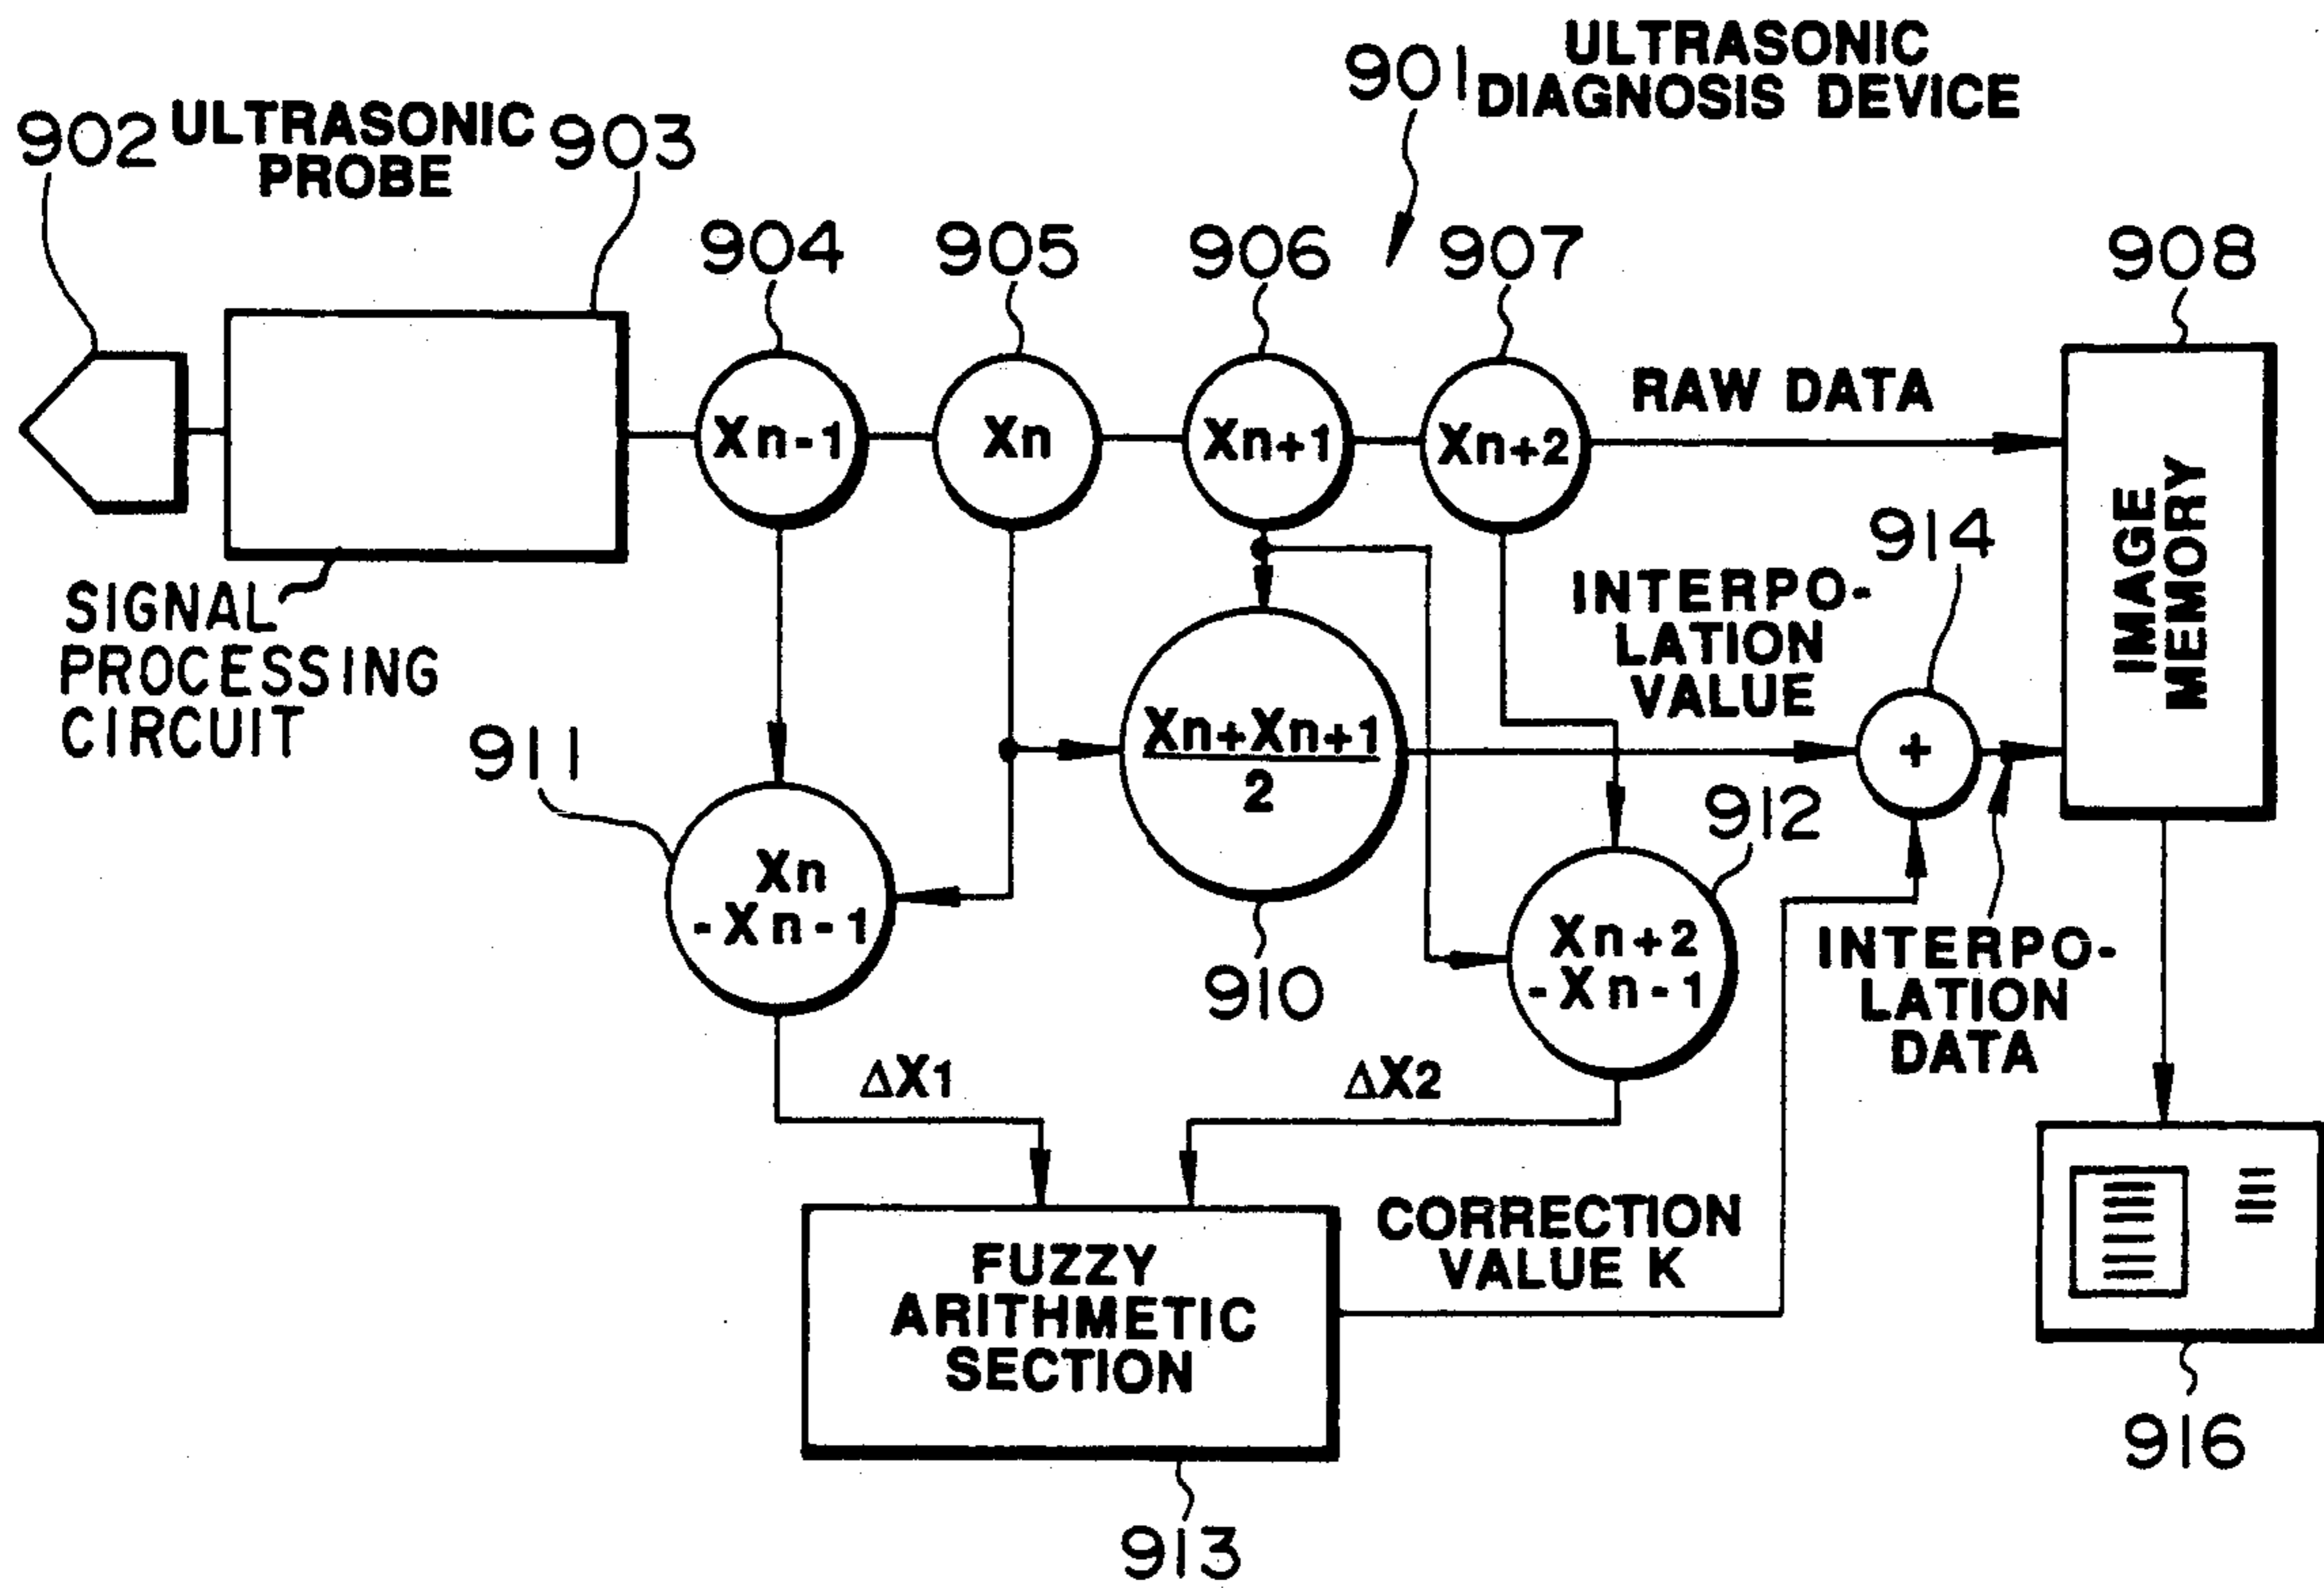 901
ULTRASONIC
DIAGNOSIS DEVICE
902
ULTRASONIC
PROBE
903
904
905
906
907
908
Xn-1
Xn
Xn+1
Xn+2
RAW DATA
IMAGE
MEMORY
914
SIGNAL
PROCESSING
CIRCUIT
INTERPO-
LATION
VALUE
911
Xn+Xn+1
2
+
912
Xn
-Xn-1
910
Xn+2
-Xn-1
INTERPO-
LATION
DATA
ΔX1
ΔX2
FUZZY
ARITHMETIC
SECTION
CORRECTION
VALUE K
916
913